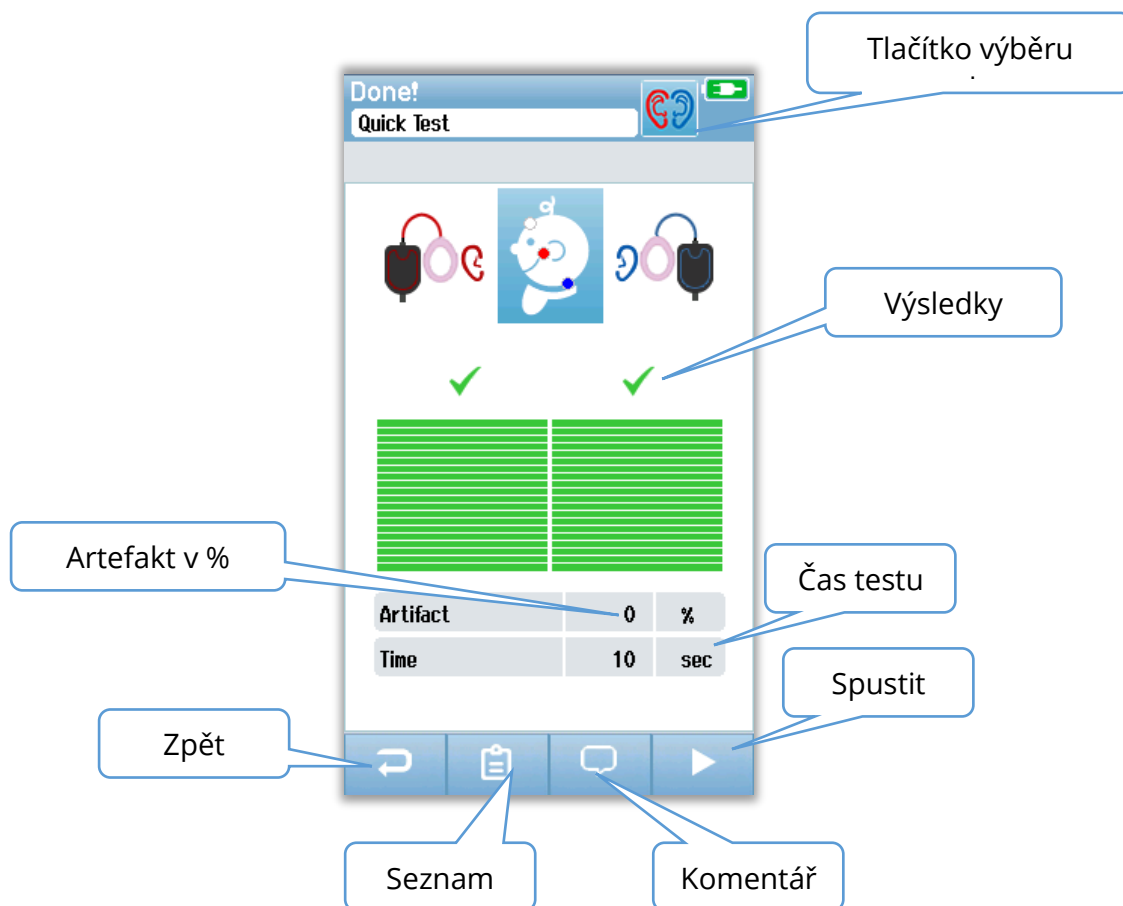 Tlačítko výběru
Done!
Quick Test
Výsledky
Artefakt v %
Čas testu
Artifact 0 %
Time 10 sec
Spustit
Zpět
Seznam
Komentář